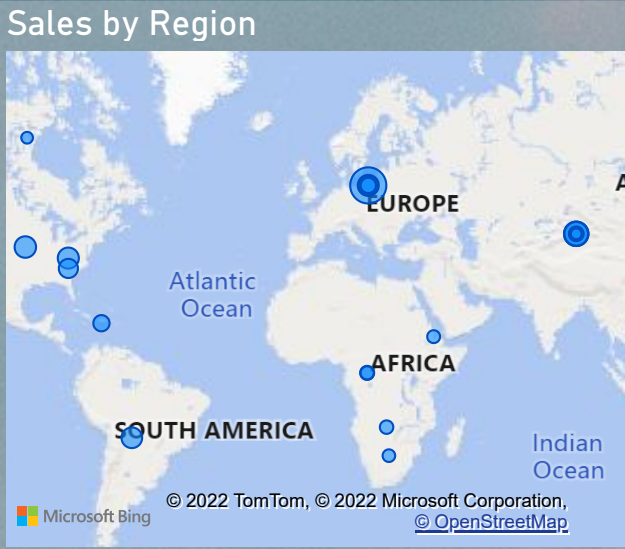 Sales by Region
EUROPE
A
Atlantic
Ocean
AFRICA
SOUTH AMERICA
Indian
Ocean
© 2022 TomTom, © 2022 Microsoft Corporation,
Microsoft Bing
© OpenStreetMap